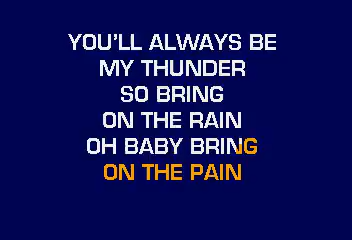 YOU'LL ALWAYS BE
MY THUNDER
SO BRING
ON THE RAIN
OH BABY BRING
ON THE PAIN